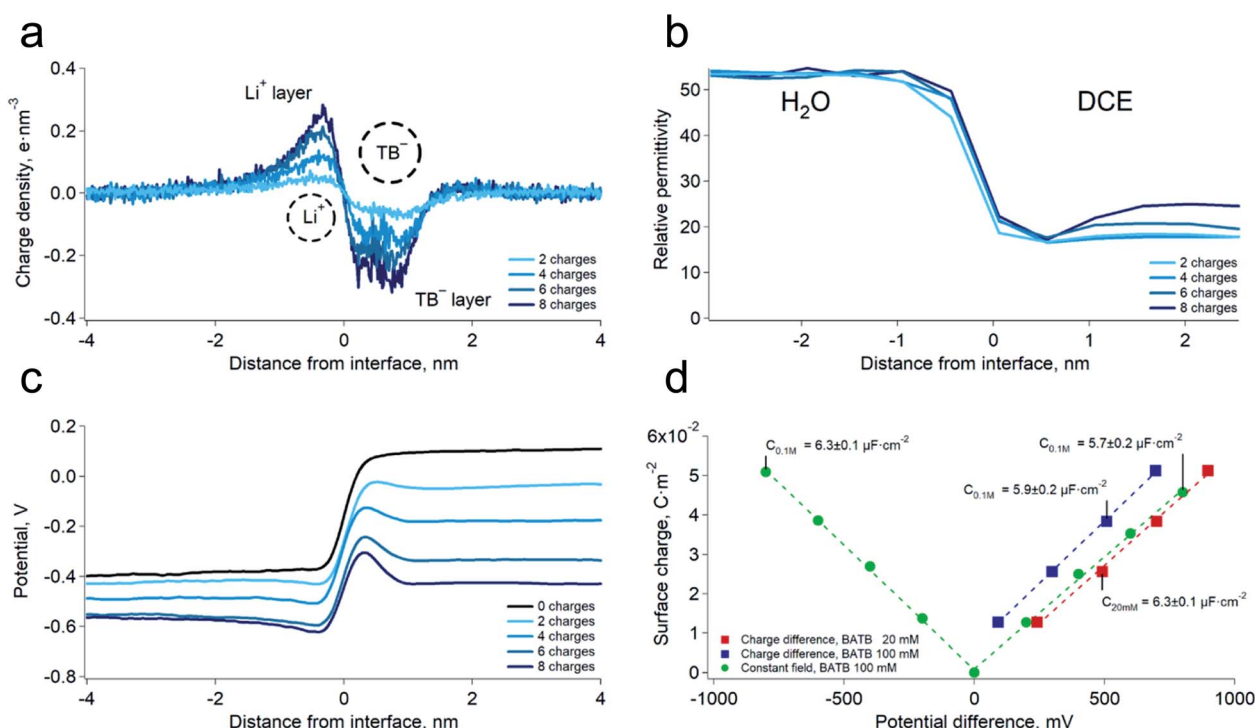 a
0.4
0.2
0.0
-0.2
-0.4
Charge density, e·nm⁻³
Li⁺ layer
TB⁻
Li⁺
TB⁻ layer
2 charges
4 charges
6 charges
8 charges
-4 -3 -2 -1 0 1 2 3 4
Distance from interface, nm
b
50
40
30
20
10
0
Relative permittivity
H₂O
DCE
2 charges
4 charges
6 charges
8 charges
-2 -1 0 1 2
Distance from interface, nm
c
0.2
0.0
-0.2
-0.4
-0.6
-0.8
Potential, V
0 charges
2 charges
4 charges
6 charges
8 charges
-4 -3 -2 -1 0 1 2 3 4
Distance from interface, nm
d
6x10⁻²
5
4
3
2
1
0
Surface charge, C·m⁻²
C0.1M = 6.3±0.1 µF·cm⁻²
C0.1M = 5.7±0.2 µF·cm⁻²
C0.1M = 5.9±0.2 µF·cm⁻²
C20mM = 6.3±0.1 µF·cm⁻²
Charge difference, BATB 20 mM
Charge difference, BATB 100 mM
Constant field, BATB 100 mM
-1000 -500 0 500 1000
Potential difference, mV